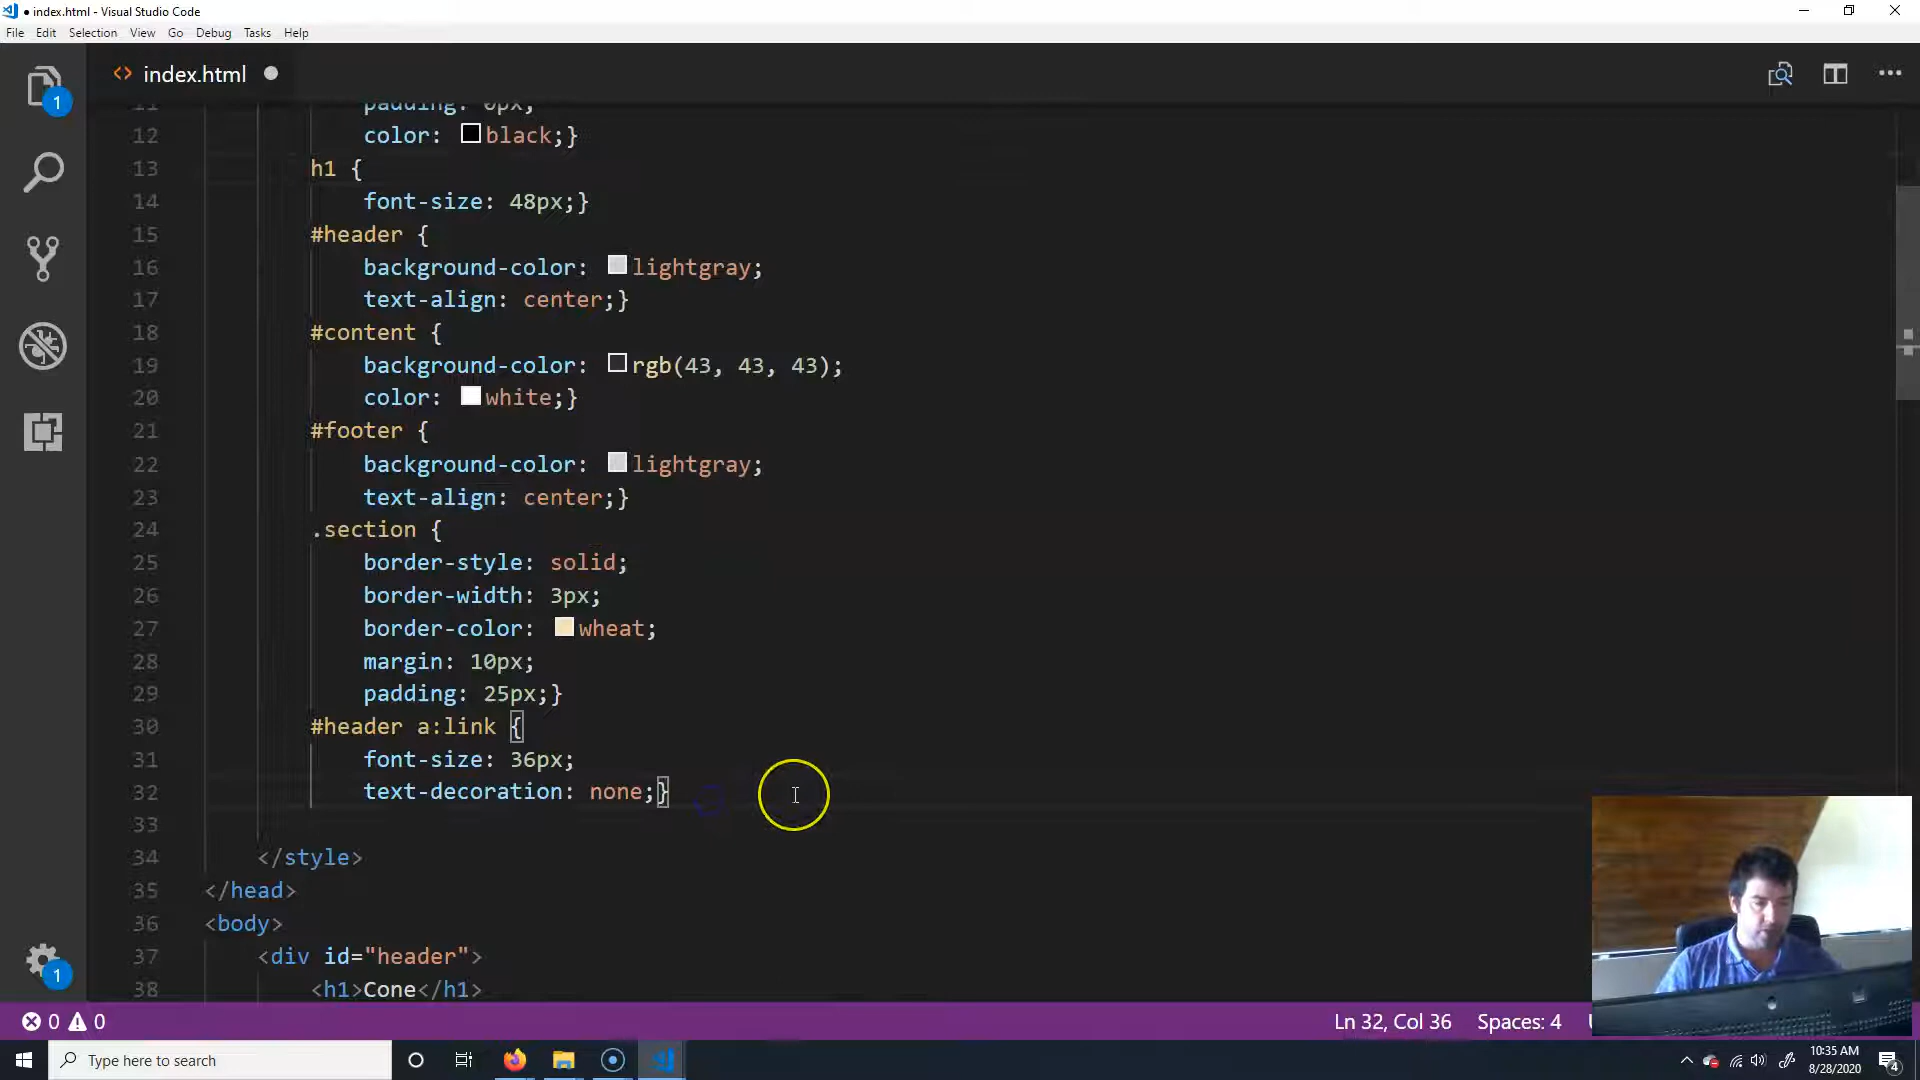 index.html - Visual Studio Code
File Edit Selection View Go Debug Tasks Help
index.html
1
11 padding: 0px;
12 color: black;}
13 h1 {
14 font-size: 48px;}
15 #header {
16 background-color: lightgray;
17 text-align: center;}
18 #content {
19 background-color: rgb(43, 43, 43);
20 color: white;}
21 #footer {
22 background-color: lightgray;
23 text-align: center;}
24 .section {
25 border-style: solid;
26 border-width: 3px;
27 border-color: wheat;
28 margin: 10px;
29 padding: 25px;}
30 #header a:link {
31 font-size: 36px;
32 text-decoration: none;}
33
34 </style>
35 </head>
36 <body>
37 <div id="header">
38 <h1>Cone</h1>
1
0 0 Ln 32, Col 36 Spaces: 4
Type here to search
10:35 AM
8/28/2020
4